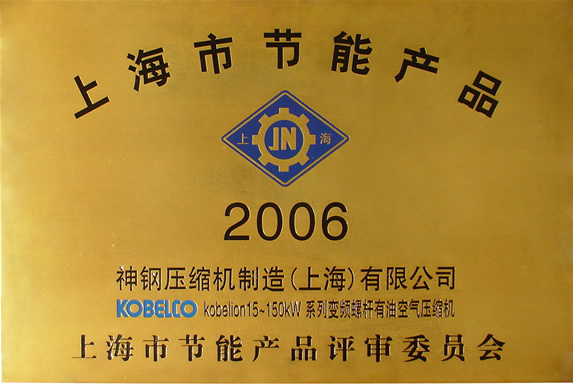 上海市节能产品
上 JN 海
2006
神钢压缩机制造(上海)有限公司
KOBELCO kobelion15~150kW 系列变频螺杆有油空气压缩机
上海市节能产品评审委员会